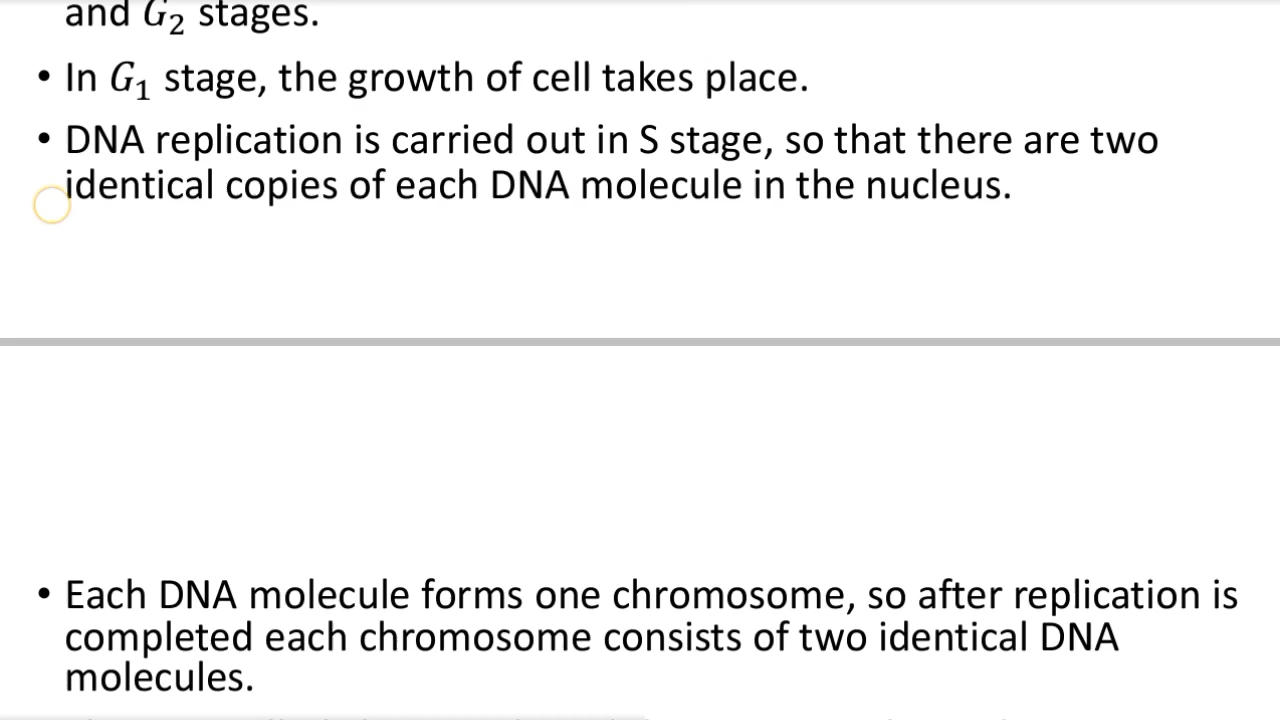 and G₂ stages.
• In G₁ stage, the growth of cell takes place.
• DNA replication is carried out in S stage, so that there are two
identical copies of each DNA molecule in the nucleus.
• Each DNA molecule forms one chromosome, so after replication is
completed each chromosome consists of two identical DNA
molecules.